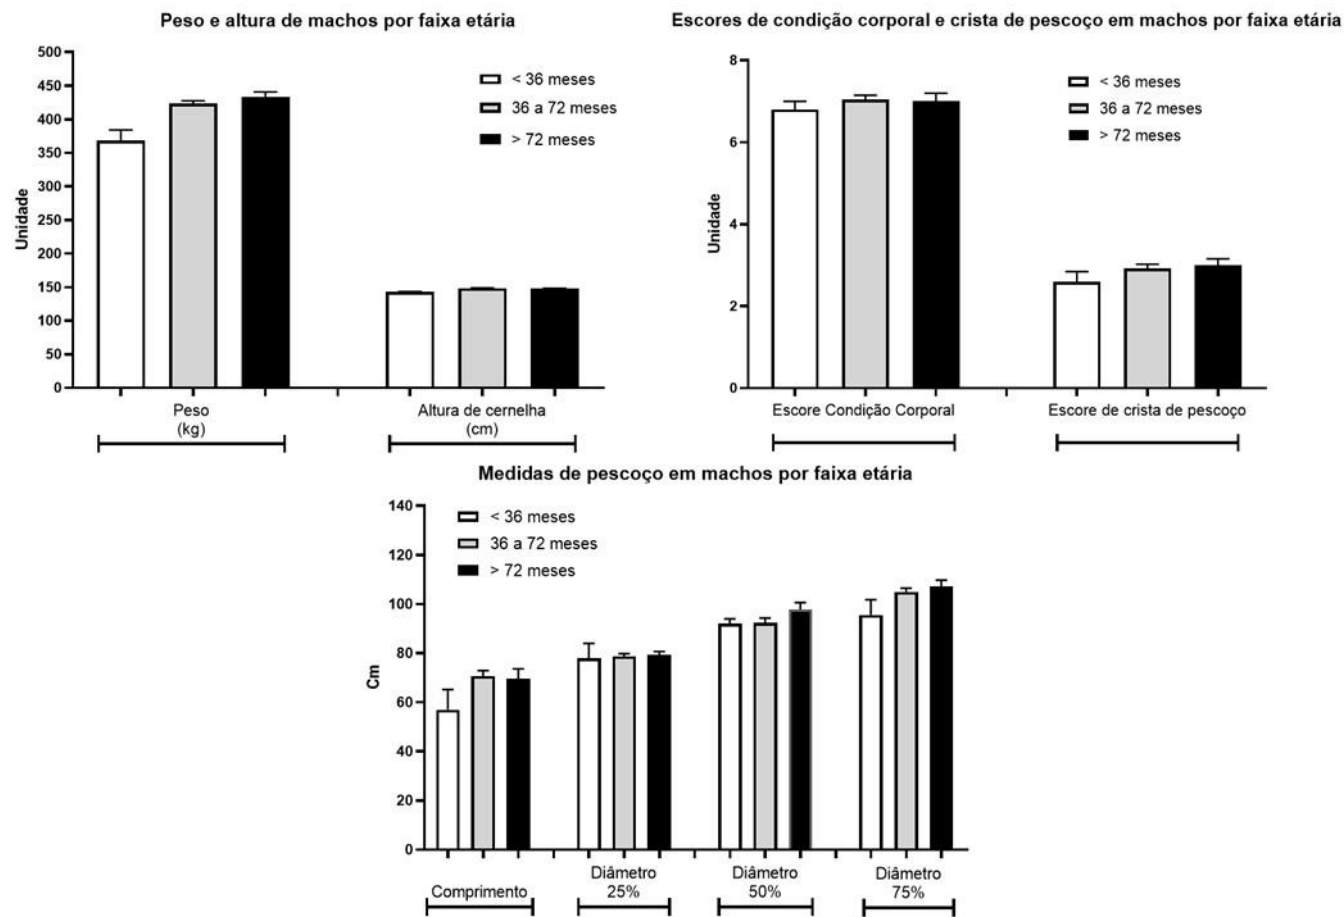 Peso e altura de machos por faixa etária
500
450
400
350
300
250
200
150
100
50
0
Unidade
< 36 meses
36 a 72 meses
> 72 meses
Peso
(kg)
Altura de cernelha
(cm)
Escores de condição corporal e crista de pescoço em machos por faixa etária
8
6
4
2
0
Unidade
< 36 meses
36 a 72 meses
> 72 meses
Escore Condição Corporal
Escore de crista de pescoço
Medidas de pescoço em machos por faixa etária
140
120
100
80
60
40
20
0
Cm
< 36 meses
36 a 72 meses
> 72 meses
Comprimento
Diâmetro
25%
Diâmetro
50%
Diâmetro
75%